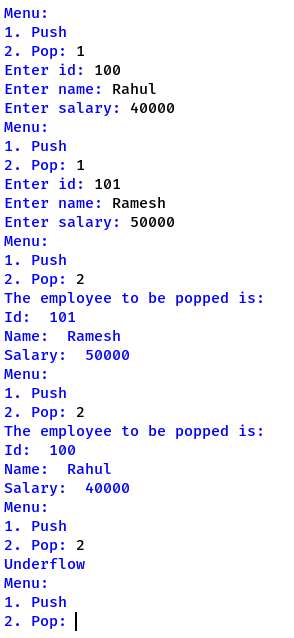 Menu:
1. Push
2. Pop: 1
Enter id: 100
Enter name: Rahul
Enter salary: 40000
Menu:
1. Push
2. Pop: 1
Enter id: 101
Enter name: Ramesh
Enter salary: 50000
Menu:
1. Push
2. Pop: 2
The employee to be popped is:
Id:  101
Name:  Ramesh
Salary:  50000
Menu:
1. Push
2. Pop: 2
The employee to be popped is:
Id:  100
Name:  Rahul
Salary:  40000
Menu:
1. Push
2. Pop: 2
Underflow
Menu:
1. Push
2. Pop: